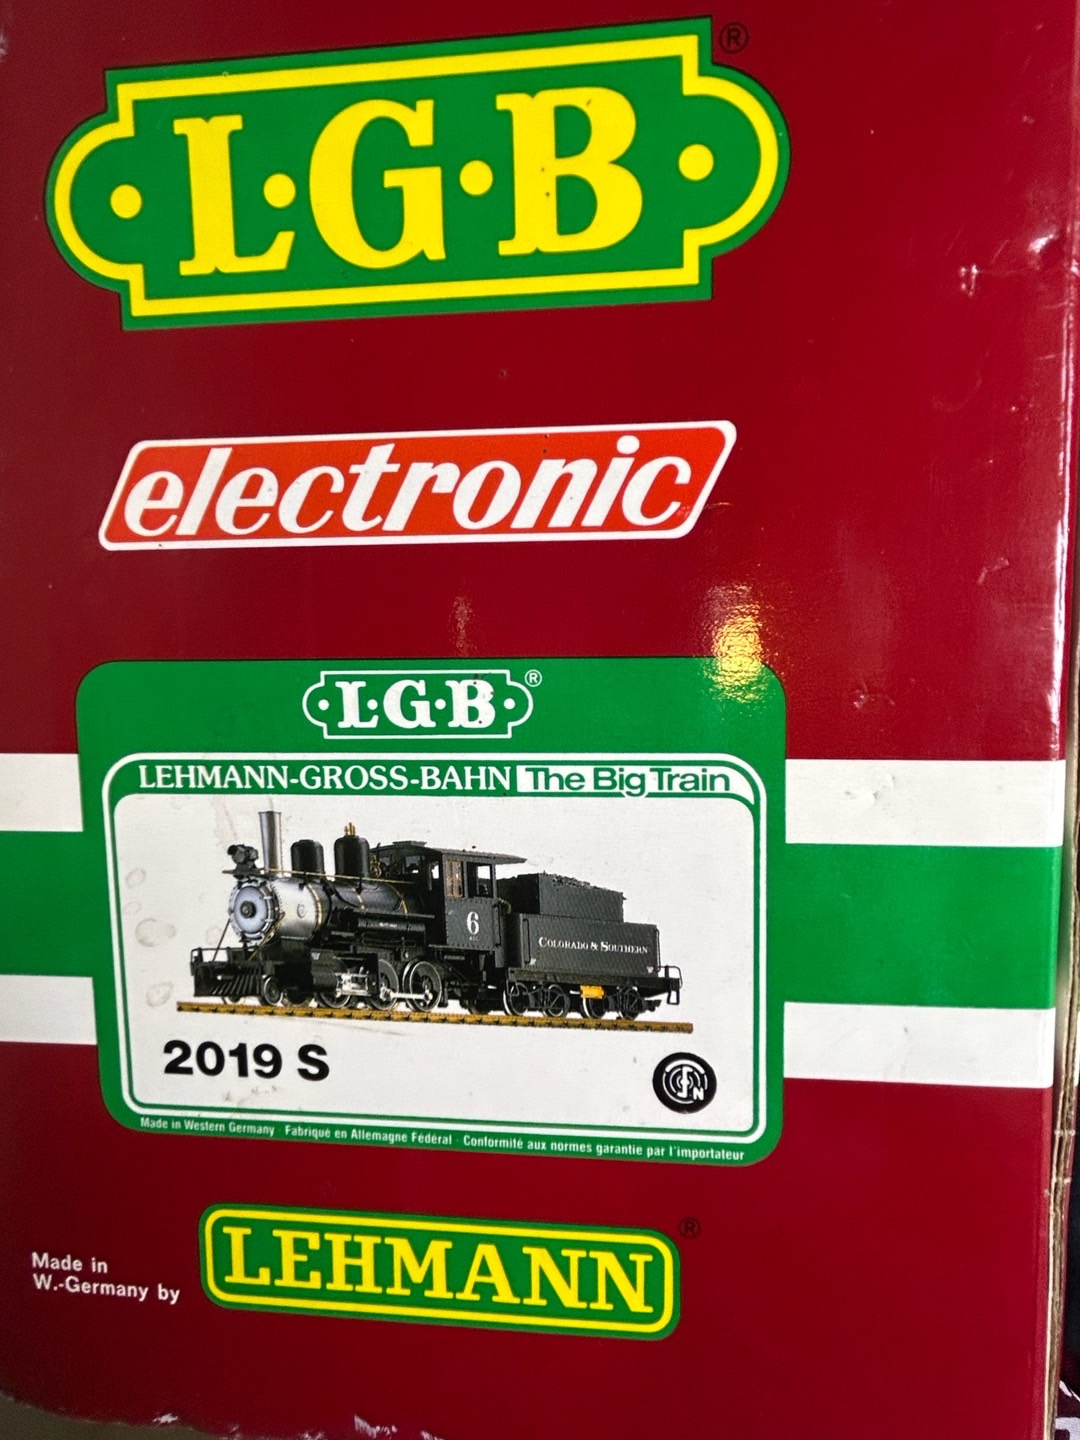 L·G·B ®
electronic
L·G·B ®
LEHMANN-GROSS-BAHN The Big Train
6
COLORADO & SOUTHERN
2019 S
Made in Western Germany · Fabriqué en Allemagne Fédéral · Conformité aux normes garantie par l'importateur
Made in
W.-Germany by
LEHMANN ®